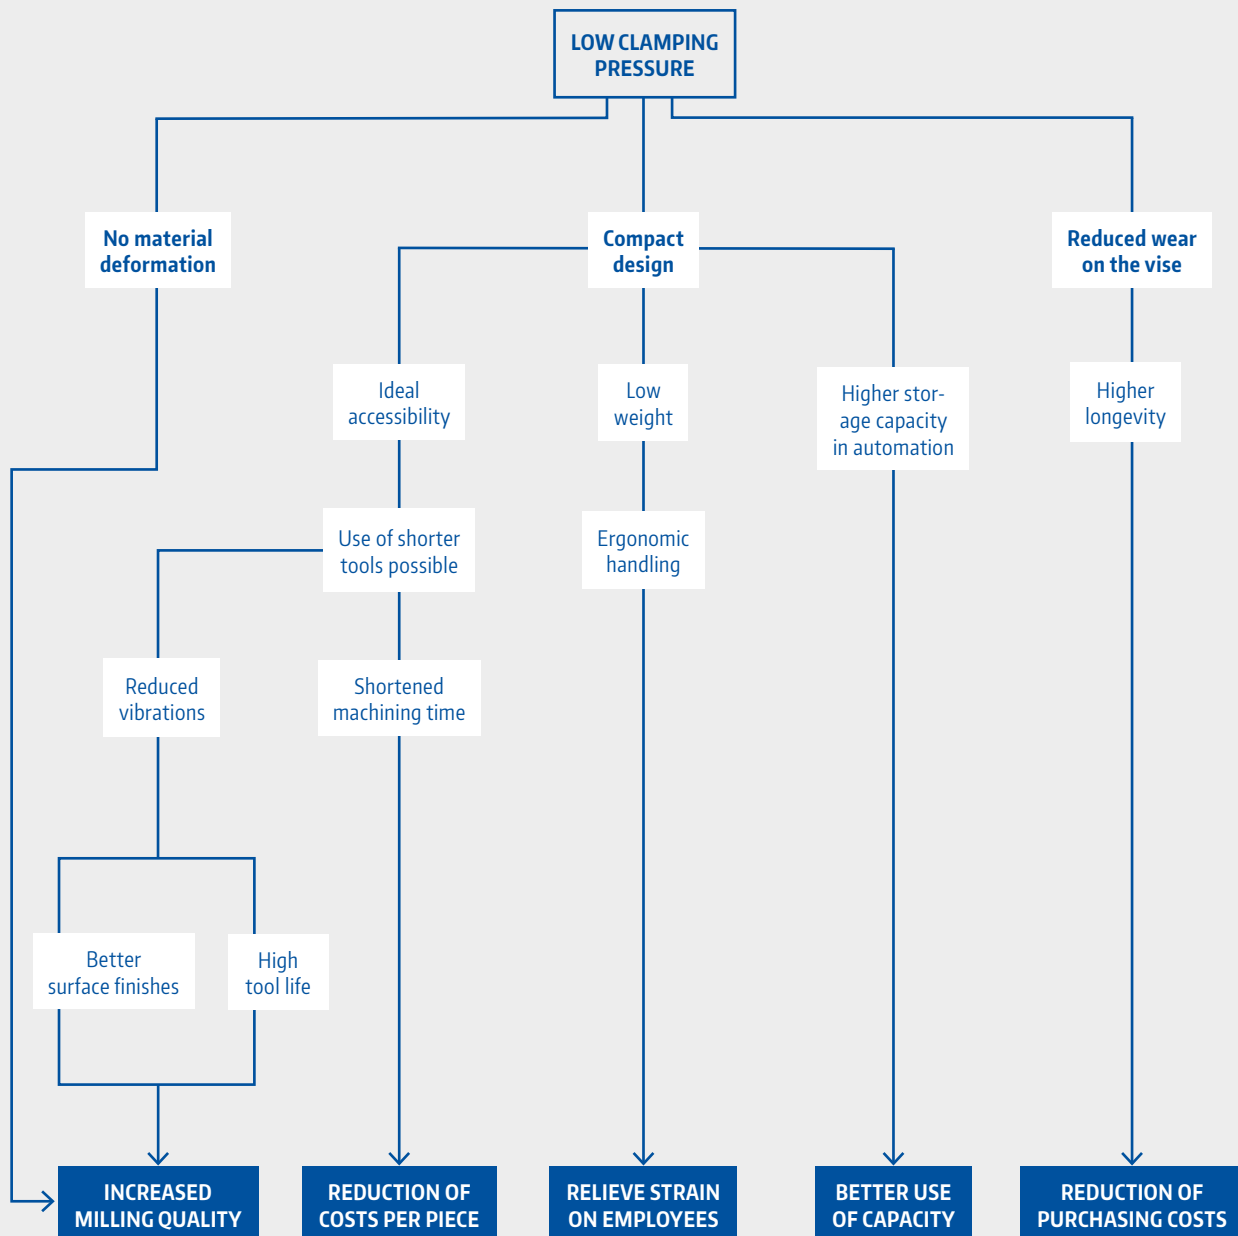 LOW CLAMPING
PRESSURE
No material
deformation
Compact
design
Reduced wear
on the vise
Ideal
accessibility
Low
weight
Higher stor-
age capacity
in automation
Higher
longevity
Use of shorter
tools possible
Ergonomic
handling
Reduced
vibrations
Shortened
machining time
Better
surface finishes
High
tool life
INCREASED
MILLING QUALITY
REDUCTION OF
COSTS PER PIECE
RELIEVE STRAIN
ON EMPLOYEES
BETTER USE
OF CAPACITY
REDUCTION OF
PURCHASING COSTS